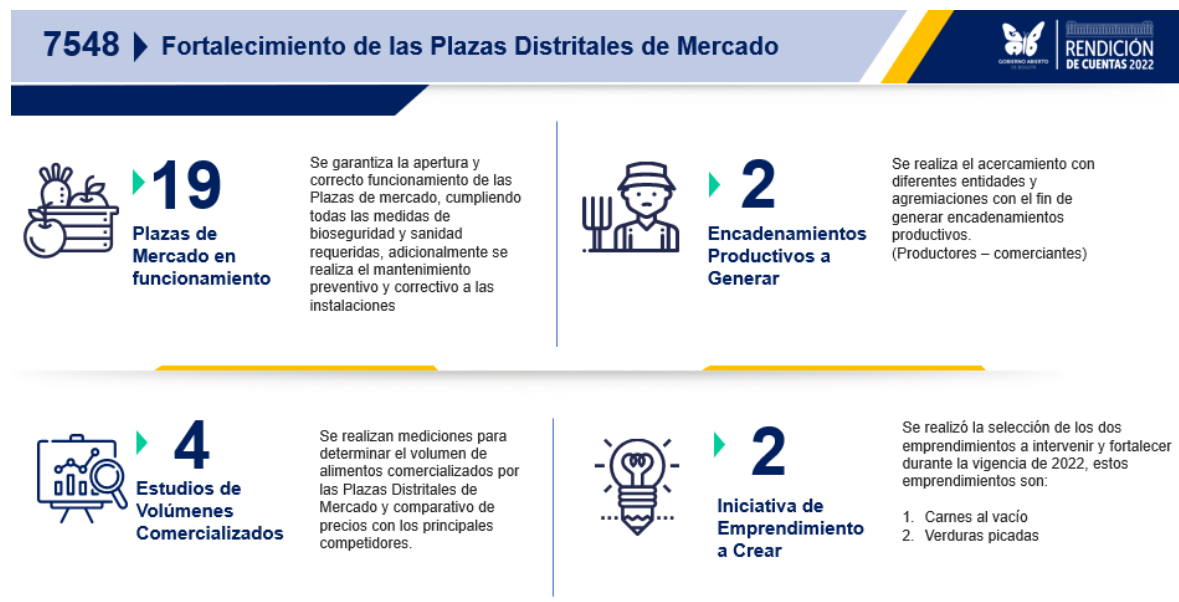 7548 Fortalecimiento de las Plazas Distritales de Mercado
GOBIERNO ABIERTO
DE BOGOTÁ
RENDICIÓN
DE CUENTAS 2022
19
Plazas de
Mercado en
funcionamiento
Se garantiza la apertura y
correcto funcionamiento de las
Plazas de mercado, cumpliendo
todas las medidas de
bioseguridad y sanidad
requeridas, adicionalmente se
realiza el mantenimiento
preventivo y correctivo a las
instalaciones
2
Encadenamientos
Productivos a
Generar
Se realiza el acercamiento con
diferentes entidades y
agremiaciones con el fin de
generar encadenamientos
productivos.
(Productores – comerciantes)
4
Estudios de
Volúmenes
Comercializados
Se realizan mediciones para
determinar el volumen de
alimentos comercializados por
las Plazas Distritales de
Mercado y comparativo de
precios con los principales
competidores.
2
Iniciativa de
Emprendimiento
a Crear
Se realizó la selección de los dos
emprendimientos a intervenir y fortalecer
durante la vigencia de 2022, estos
emprendimientos son:
1. Carnes al vacío
2. Verduras picadas